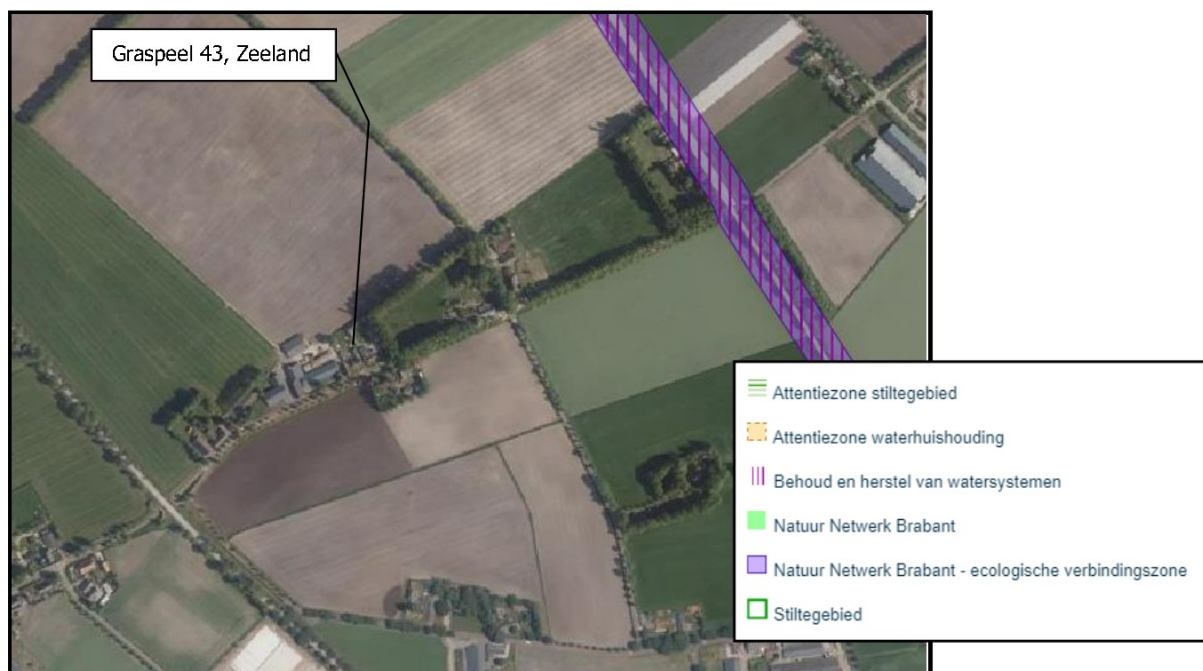 Graspeel 43, Zeeland
Attentiezone stiltegebied
Attentiezone waterhuishouding
Behoud en herstel van watersystemen
Natuur Netwerk Brabant
Natuur Netwerk Brabant - ecologische verbindingszone
Stiltegebied